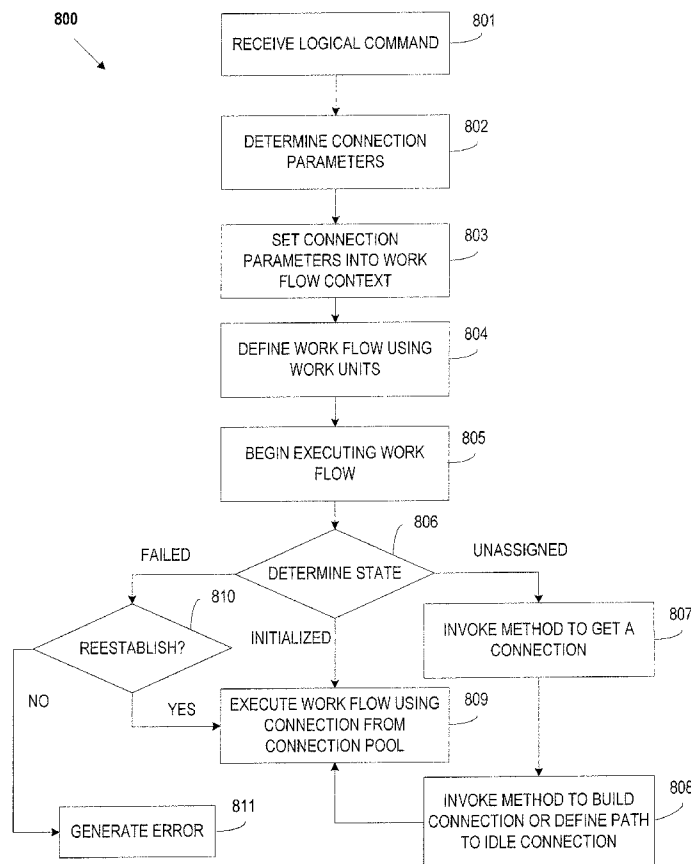 800
RECEIVE LOGICAL COMMAND
801
DETERMINE CONNECTION
PARAMETERS
802
SET CONNECTION
PARAMETERS INTO WORK
FLOW CONTEXT
803
DEFINE WORK FLOW USING
WORK UNITS
804
BEGIN EXECUTING WORK
FLOW
805
806
DETERMINE STATE
FAILED
UNASSIGNED
INITIALIZED
810
REESTABLISH?
NO
YES
INVOKE METHOD TO GET A
CONNECTION
807
EXECUTE WORK FLOW USING
CONNECTION FROM
CONNECTION POOL
809
INVOKE METHOD TO BUILD
CONNECTION OR DEFINE PATH
TO IDLE CONNECTION
808
GENERATE ERROR
811